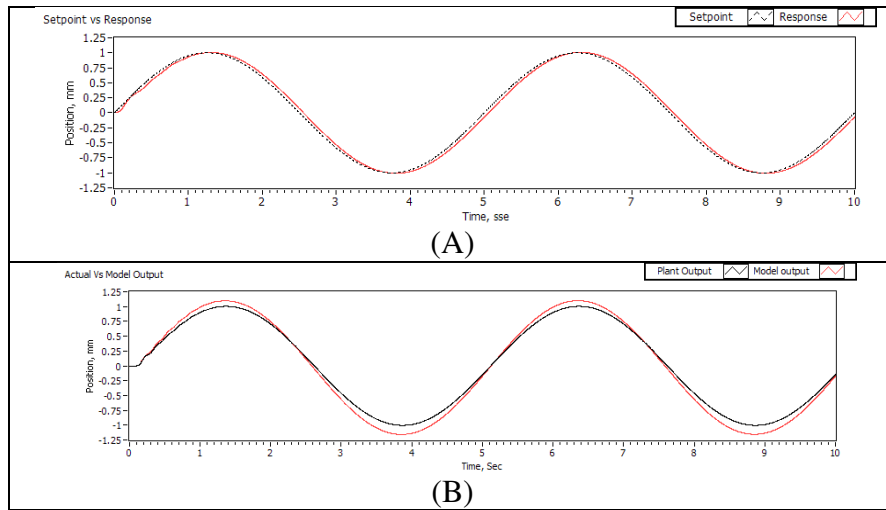 Setpoint vs Response
Setpoint Response
1.25
1
0.75
0.5
0.25
0
-0.25
-0.5
-0.75
-1
-1.25
Position, mm
0 1 2 3 4 5 6 7 8 9 10
Time, sse
(A)
Actual Vs Model Output
Plant Output Model output
1.25
1
0.75
0.5
0.25
0
-0.25
-0.5
-0.75
-1
-1.25
Position, mm
0 1 2 3 4 5 6 7 8 9 10
Time, Sec
(B)